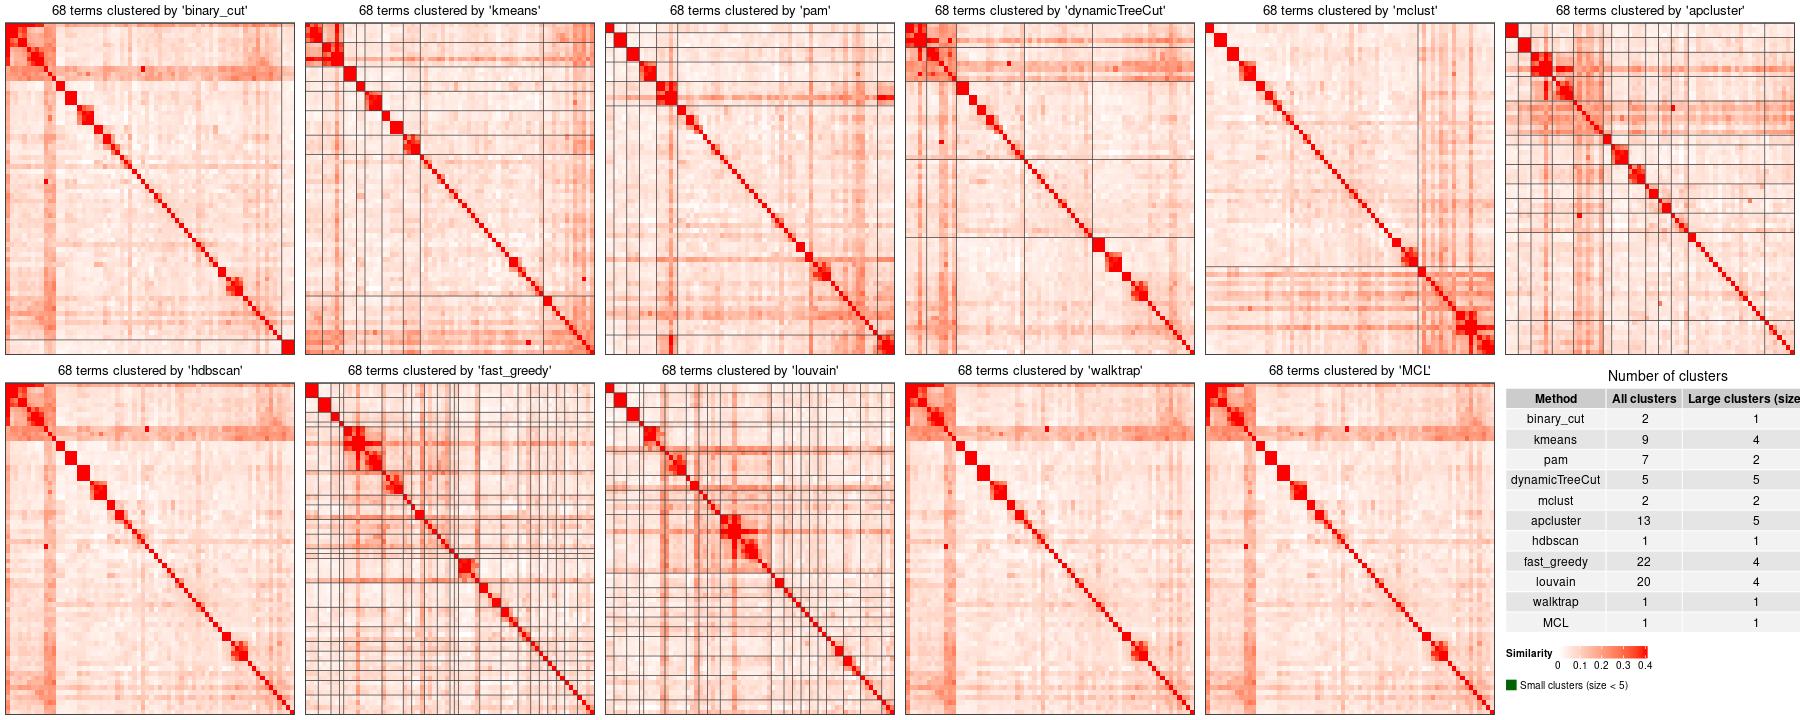 68 terms clustered by 'binary_cut'
68 terms clustered by 'kmeans'
68 terms clustered by 'pam'
68 terms clustered by 'dynamicTreeCut'
68 terms clustered by 'mclust'
68 terms clustered by 'apcluster'
68 terms clustered by 'hdbscan'
68 terms clustered by 'fast_greedy'
68 terms clustered by 'louvain'
68 terms clustered by 'walktrap'
68 terms clustered by 'MCL'
Number of clusters
Method All clusters Large clusters (size
binary_cut 2 1
kmeans 9 4
pam 7 2
dynamicTreeCut 5 5
mclust 2 2
apcluster 13 5
hdbscan 1 1
fast_greedy 22 4
louvain 20 4
walktrap 1 1
MCL 1 1
Similarity
0 0.1 0.2 0.3 0.4
Small clusters (size < 5)